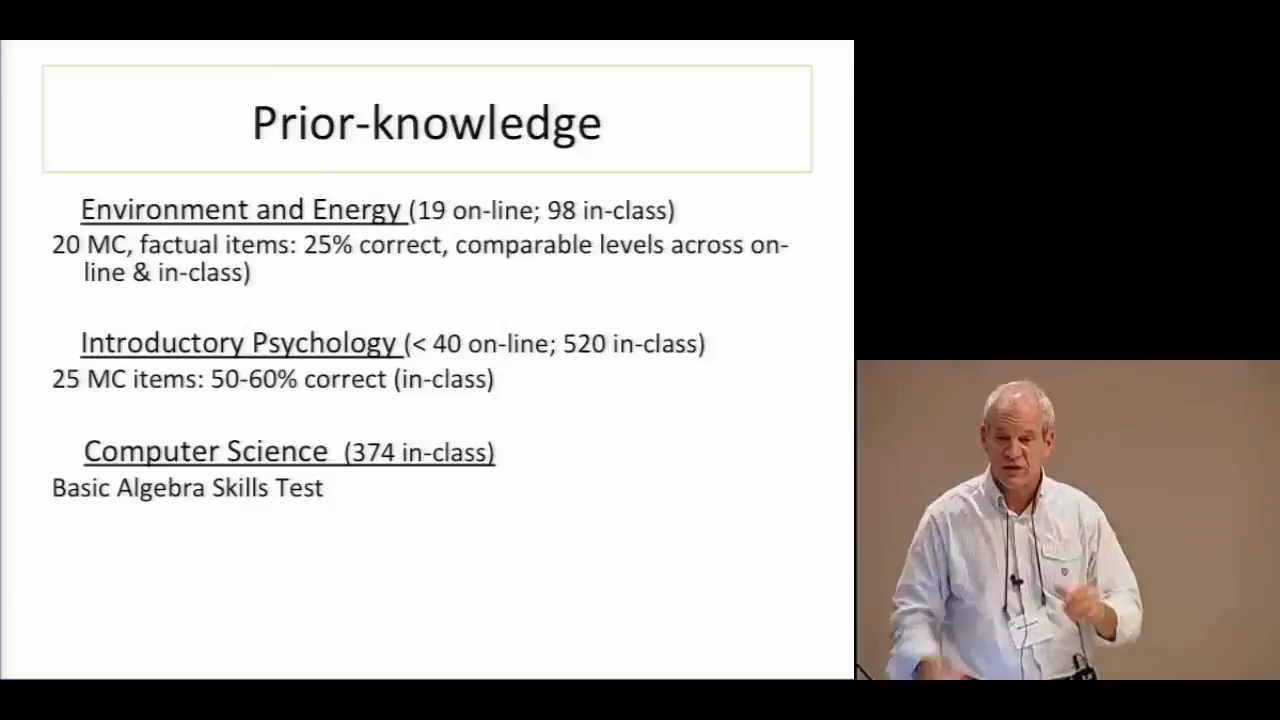 Prior-knowledge
Environment and Energy (19 on-line; 98 in-class)
20 MC, factual items: 25% correct, comparable levels across on-
line & in-class)
Introductory Psychology (< 40 on-line; 520 in-class)
25 MC items: 50-60% correct (in-class)
Computer Science (374 in-class)
Basic Algebra Skills Test